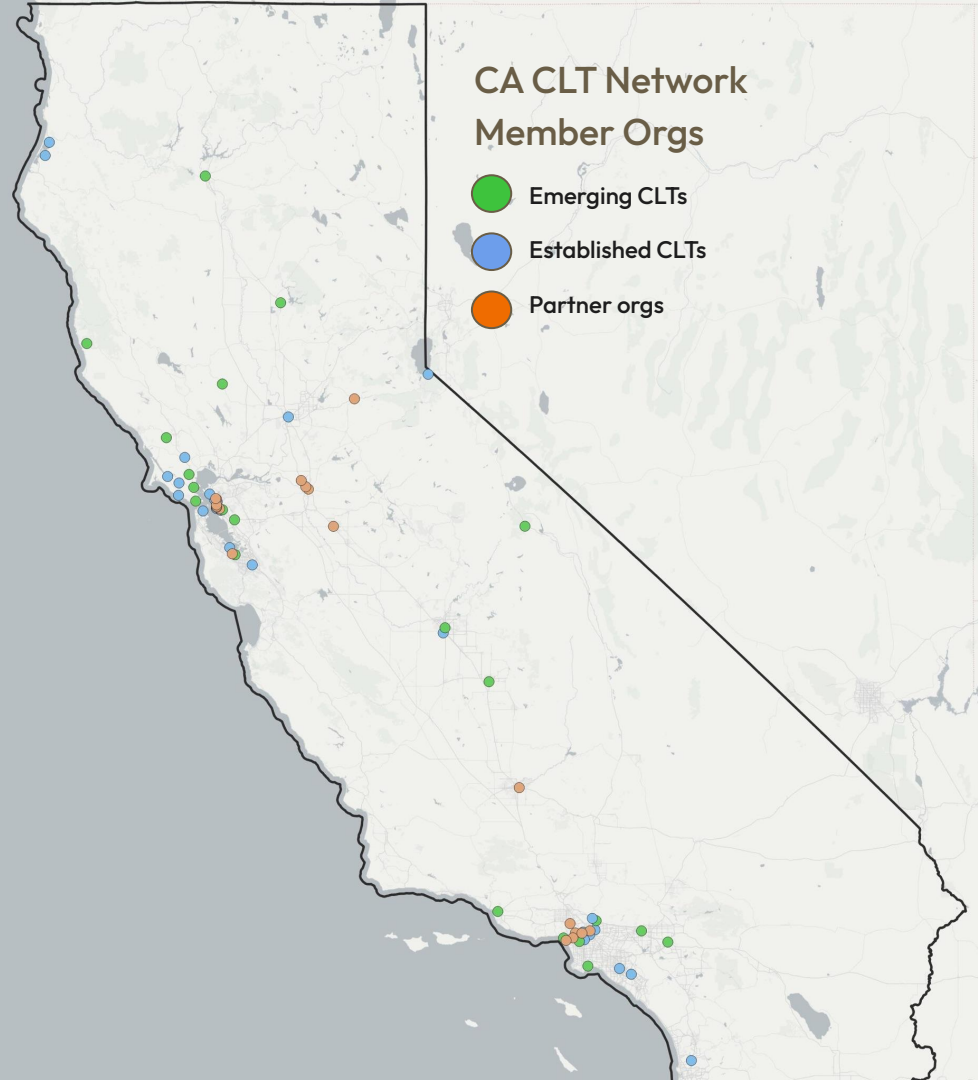 CA CLT Network
Member Orgs
Emerging CLTs
Established CLTs
Partner orgs